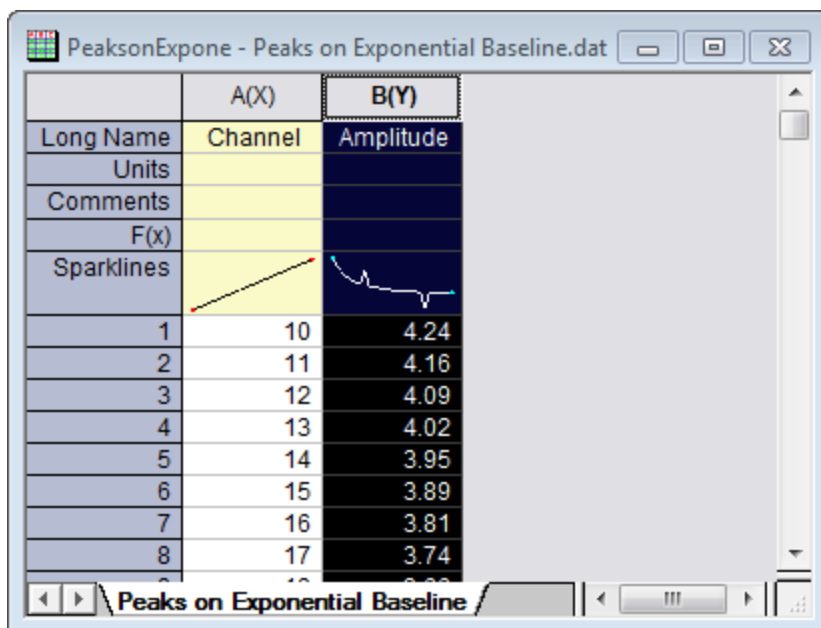 PeaksonExpone - Peaks on Exponential Baseline.dat
A(X) B(Y)
Long Name Channel Amplitude
Units
Comments
F(x)
Sparklines
1 10 4.24
2 11 4.16
3 12 4.09
4 13 4.02
5 14 3.95
6 15 3.89
7 16 3.81
8 17 3.74
Peaks on Exponential Baseline